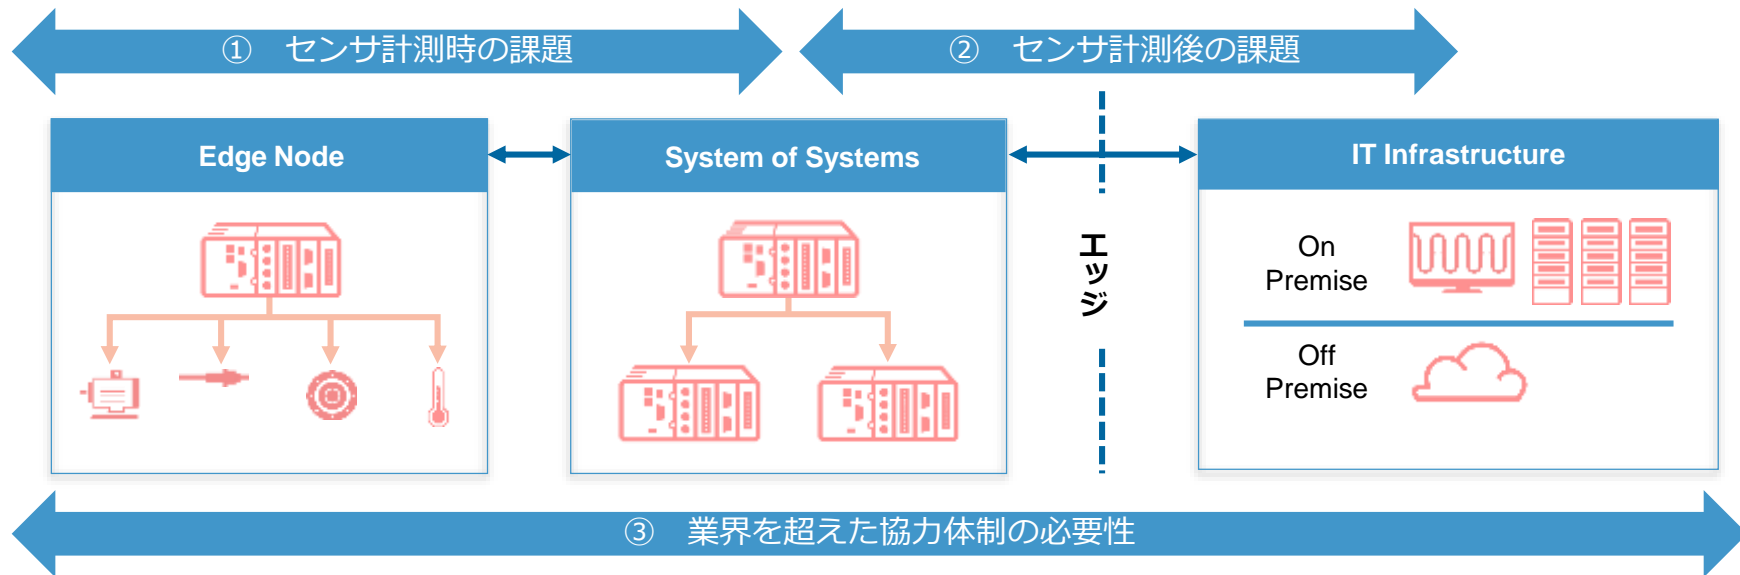 ① センサ計測時の課題
② センサ計測後の課題
Edge Node
System of Systems
エッジ
IT Infrastructure
On
Premise
Off
Premise
③ 業界を超えた協力体制の必要性